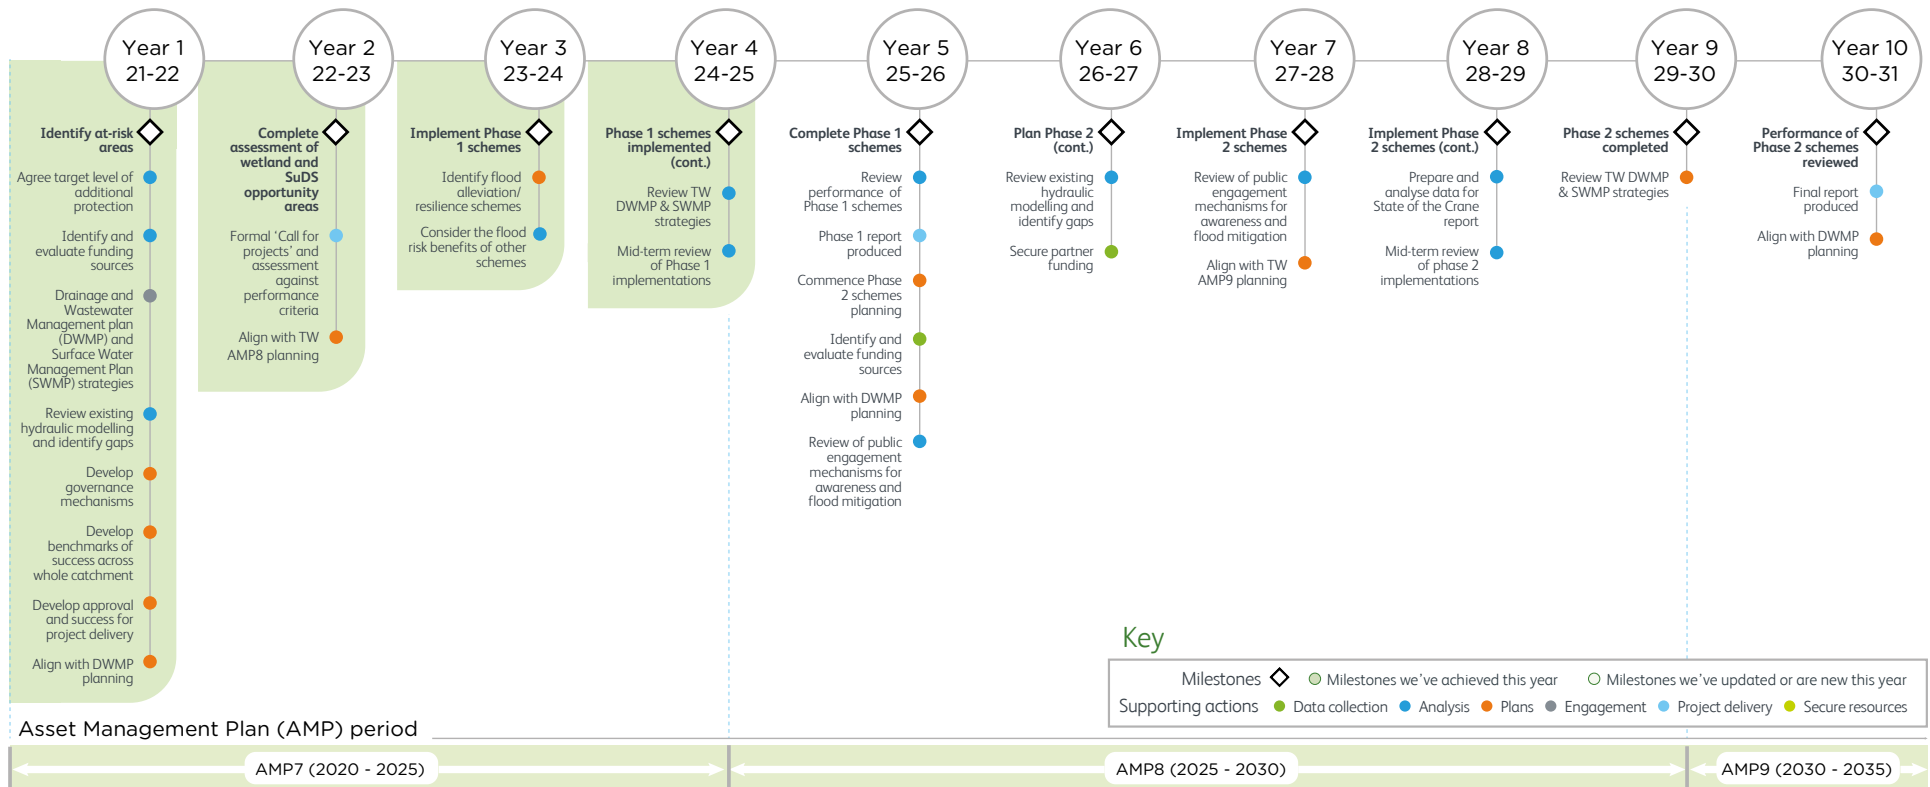 Year 1
21-22
Year 2
22-23
Year 3
23-24
Year 4
24-25
Year 5
25-26
Year 6
26-27
Year 7
27-28
Year 8
28-29
Year 9
29-30
Year 10
30-31
Identify at-risk
areas
Agree target level of
additional
protection
Identify and
evaluate funding
sources
Drainage and
Wastewater
Management plan
(DWMP) and
Surface Water
Management Plan
(SWMP) strategies
Review existing
hydraulic modelling
and identify gaps
Develop
governance
mechanisms
Develop
benchmarks of
success across
whole catchment
Develop approval
and success for
project delivery
Align with DWMP
planning
Complete
assessment of
wetland and
SuDS
opportunity
areas
Formal ‘Call for
projects’ and
assessment
against
performance
criteria
Align with TW
AMP8 planning
Implement Phase
1 schemes
Identify flood
alleviation/
resilience schemes
Consider the flood
risk benefits of other
schemes
Phase 1 schemes
implemented
(cont.)
Review TW
DWMP & SWMP
strategies
Mid-term review
of Phase 1
implementations
Complete Phase 1
schemes
Review
performance of
Phase 1 schemes
Phase 1 report
produced
Commence Phase
2 schemes
planning
Identify and
evaluate funding
sources
Align with DWMP
planning
Review of public
engagement
mechanisms for
awareness and
flood mitigation
Plan Phase 2
(cont.)
Review existing
hydraulic
modelling and
identify gaps
Secure partner
funding
Implement Phase
2 schemes
Review of public
engagement
mechanisms for
awareness and
flood mitigation
Align with TW
AMP9 planning
Implement Phase
2 schemes (cont.)
Prepare and
analyse data for
State of the Crane
report
Mid-term review
of phase 2
implementations
Phase 2 schemes
completed
Review TW DWMP
& SWMP strategies
Performance of
Phase 2 schemes
reviewed
Final report
produced
Align with DWMP
planning
Key
Milestones Milestones we’ve achieved this year Milestones we’ve updated or are new this year
Supporting actions Data collection Analysis Plans Engagement Project delivery Secure resources
Asset Management Plan (AMP) period
AMP7 (2020 - 2025)
AMP8 (2025 - 2030)
AMP9 (2030 - 2035)